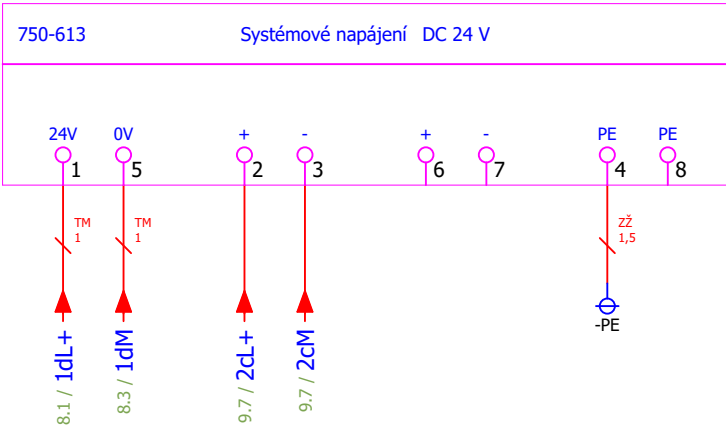 750-613 Systémové napájení DC 24 V
24V 0V + - + - PE PE
1 5 2 3 6 7 4 8
TM TM ZŽ
1 1 1,5
-PE
8.1 / 1dL+
8.3 / 1dM
9.7 / 2cL+
9.7 / 2cM